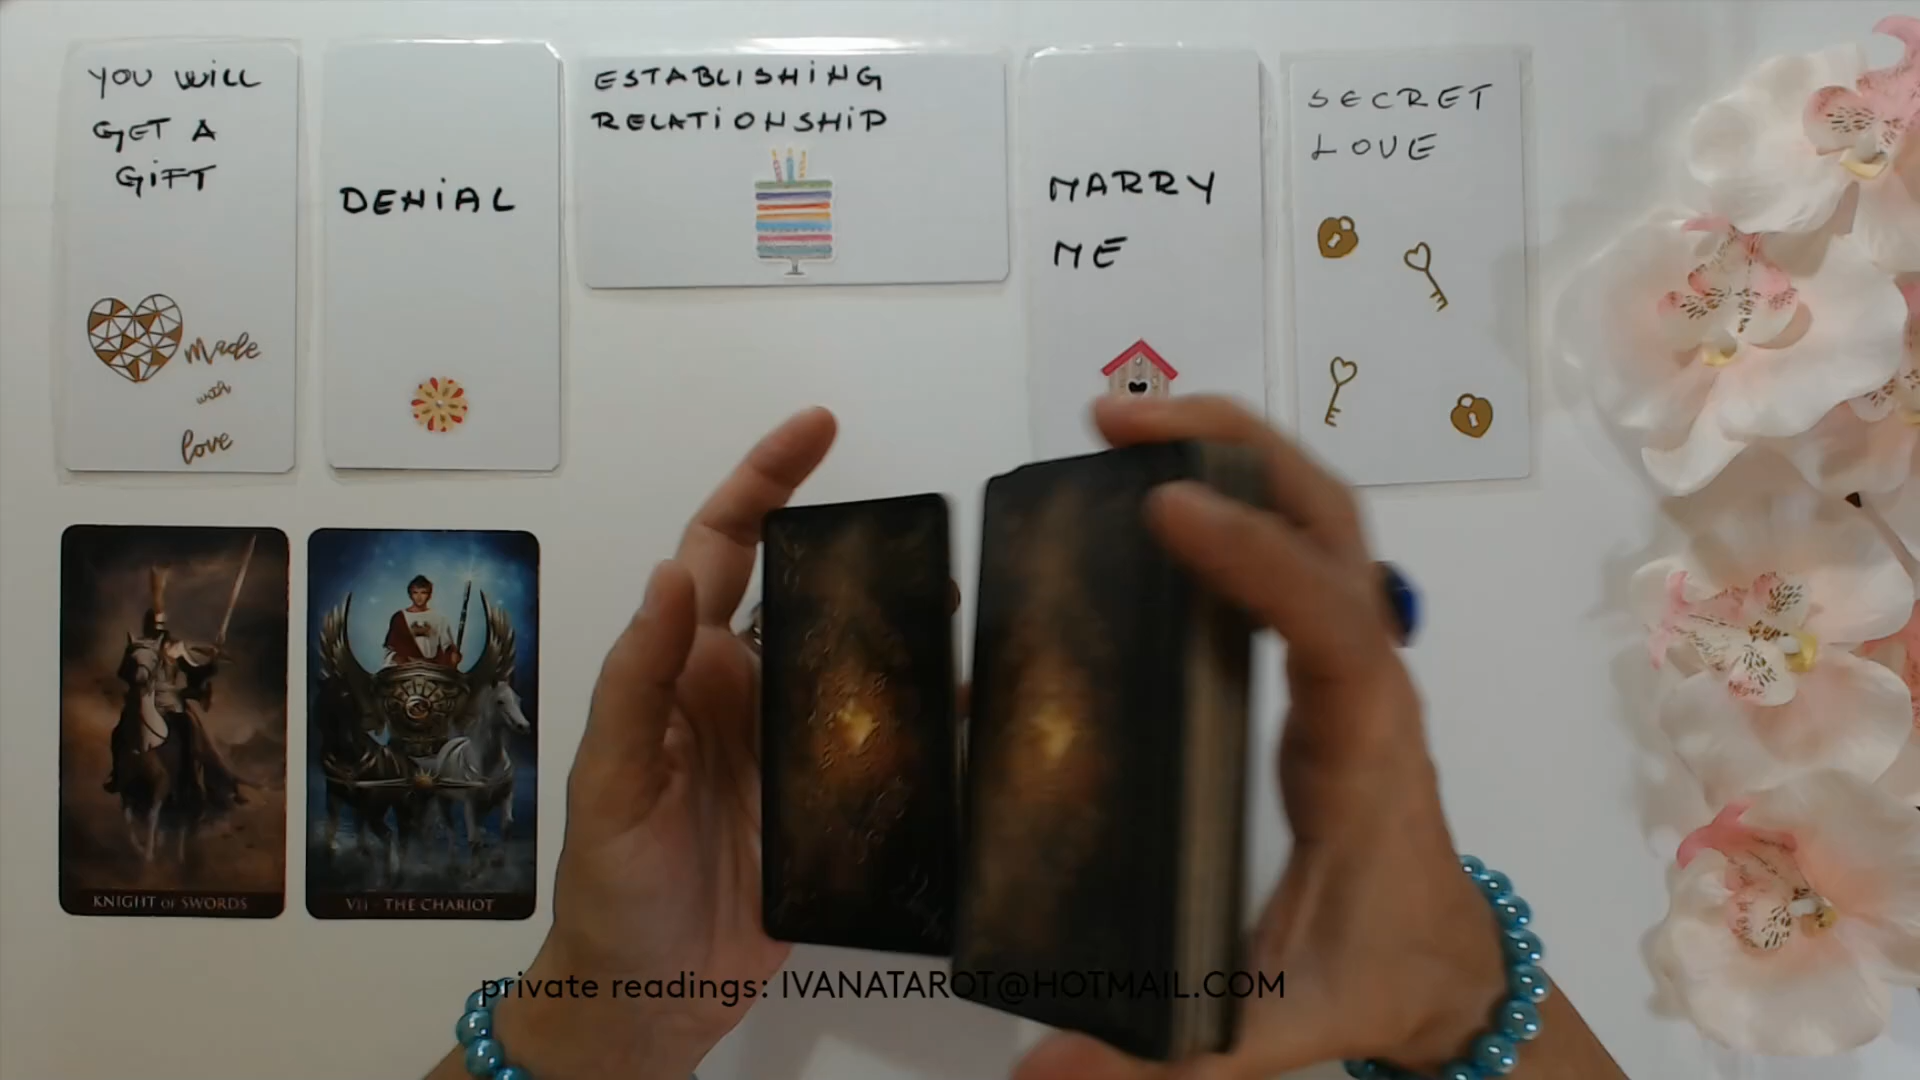 YOU WILL
GET A
GIFT
Made
with
love
DENIAL
ESTABLISHING
RELATIONSHIP
MARRY
ME
SECRET
LOVE
KNIGHT OF SWORDS
VII - THE CHARIOT
private readings: IVANATAROT@HOTMAIL.COM